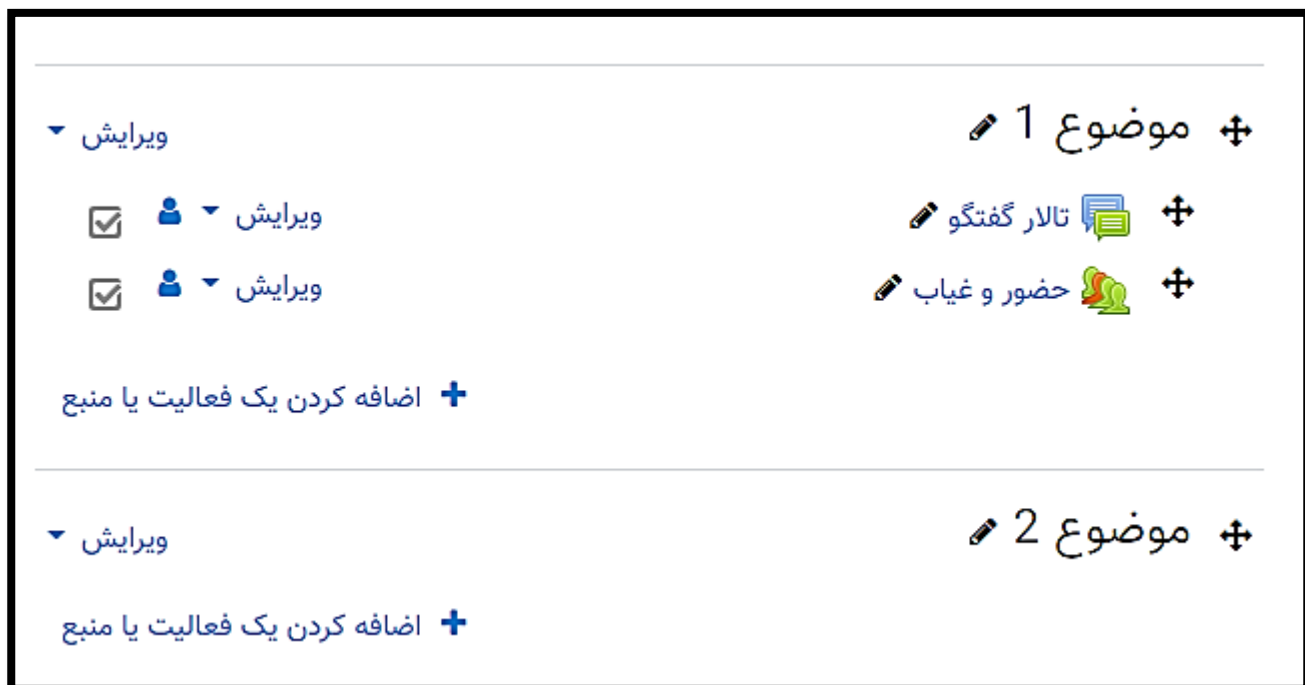 موضوع 1
ویرایش
تالار گفتگو
ویرایش
حضور و غیاب
ویرایش
اضافه کردن یک فعالیت یا منبع
موضوع 2
ویرایش
اضافه کردن یک فعالیت یا منبع